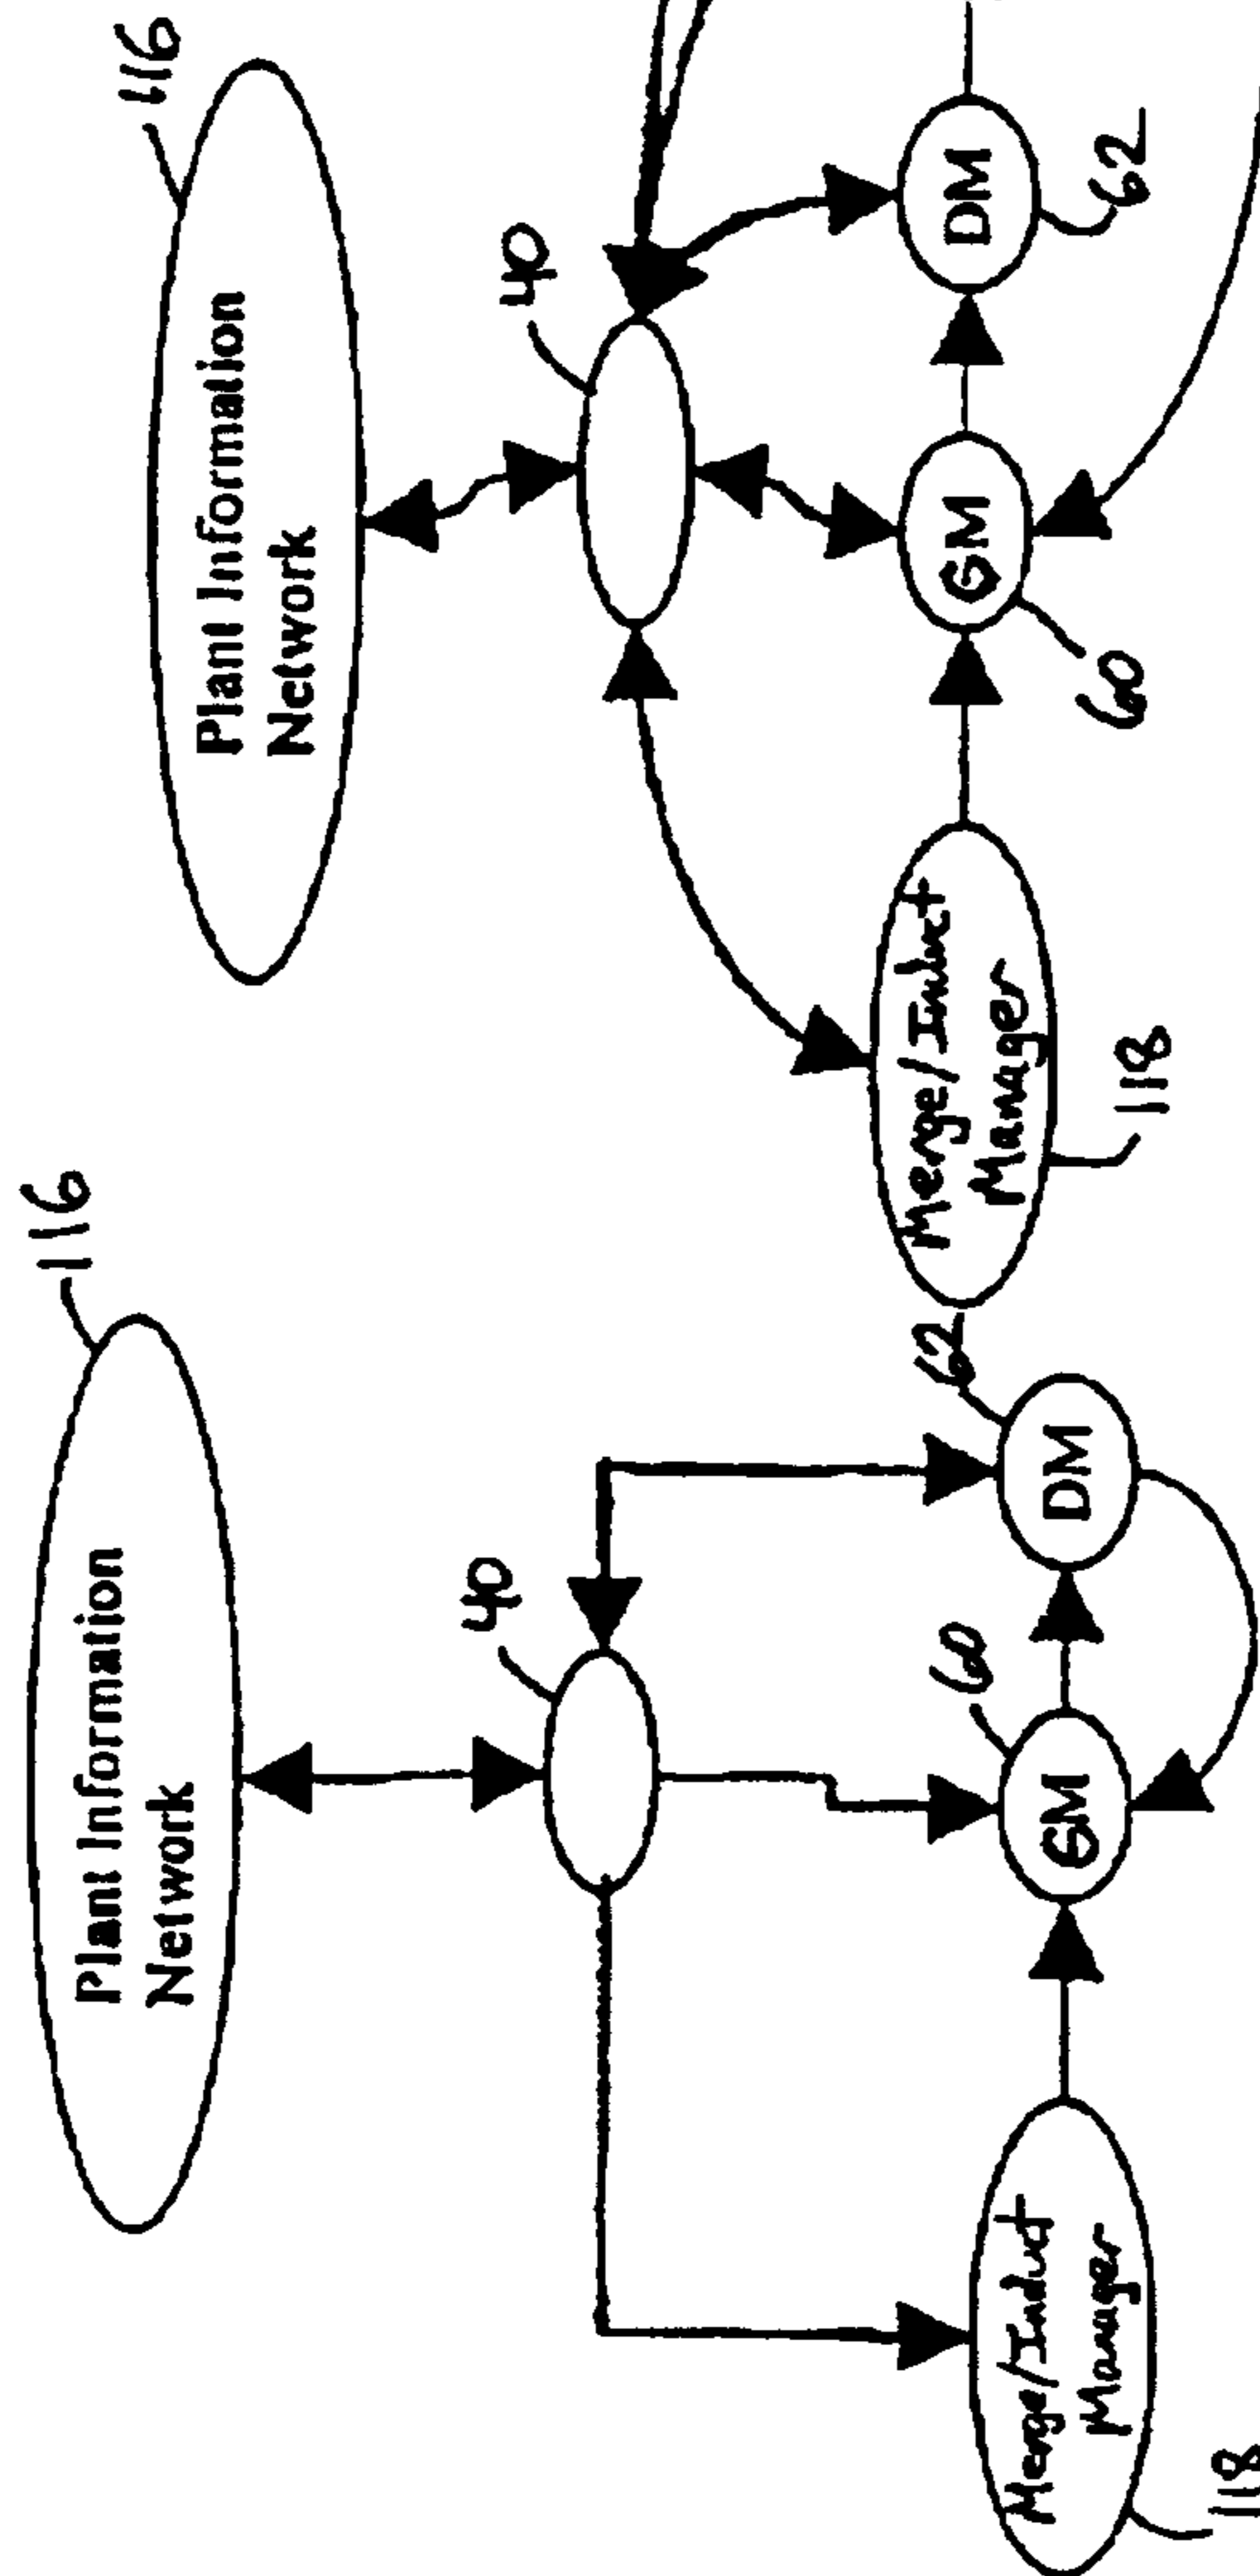 116
Plant Information
Network
40
62
DM
60
GM
Merge/Induct
Manager
118
116
Plant Information
Network
40
62
DM
60
GM
Merge/Induct
Manager
118